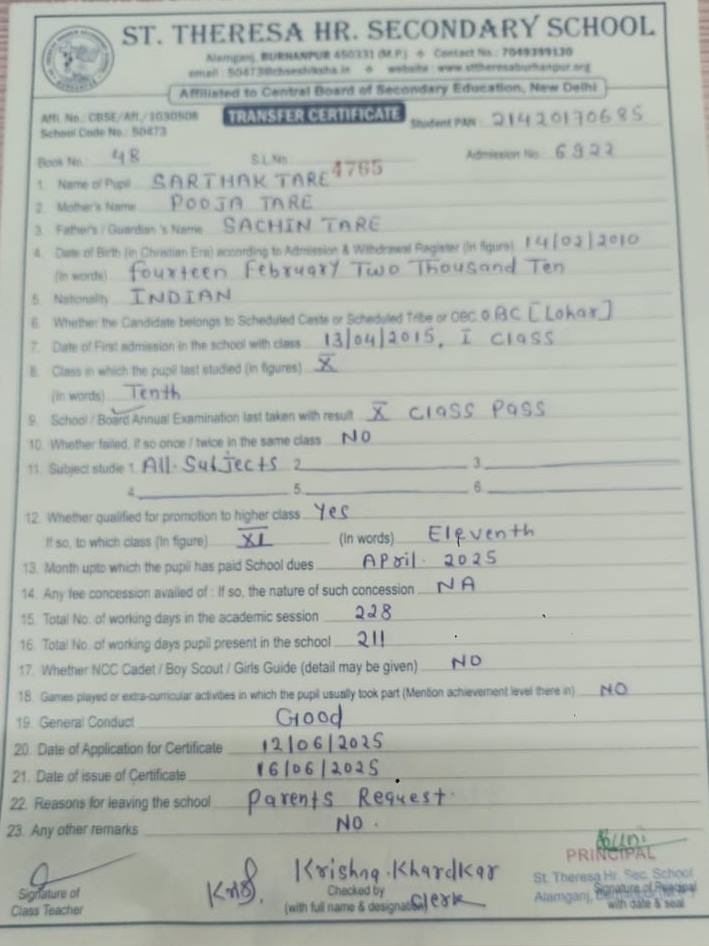 ST. THERESA HR. SECONDARY SCHOOL
Alamganj, BURHANPUR 450331 (M.P.) Contact No.: 7049399130
email : 50473@cbseshiksha.in website : www.sttheresaburhanpur.org
Affiliated to Central Board of Secondary Education, New Delhi
Affi. No.: CBSE/Aff./1030508 TRANSFER CERTIFICATE Student PAN : 21420170685
School Code No.: 50473
Book No.: 48 S.L.No. 4765 Admission No. 6922
1. Name of Pupil SARTHAK TARE
2. Mother's Name POOJA TARE
3. Father's / Guardian 's Name SACHIN TARE
4. Date of Birth (in Christian Era) according to Admission & Withdrawal Register (in figure) 14/02/2010
(in words) fourteen February Two Thousand Ten
5. Nationality INDIAN
6. Whether the Candidate belongs to Scheduled Caste or Scheduled Tribe or OBC OBC [Lohar]
7. Date of First admission in the school with class 13/04/2015, I class
8. Class in which the pupil last studied (in figures) X
(In words) Tenth
9. School / Board Annual Examination last taken with result X Class Pass
10. Whether failed, if so once / twice in the same class NO
11. Subject studie 1. All. Subjects 2. 3.
4. 5. 6.
12. Whether qualified for promotion to higher class Yes
If so, to which class (In figure) XI (In words) Eleventh
13. Month upto which the pupil has paid School dues April. 2025
14. Any fee concession availed of : If so, the nature of such concession NA
15. Total No. of working days in the academic session 228
16. Total No. of working days pupil present in the school 211
17. Whether NCC Cadet / Boy Scout / Girls Guide (detail may be given) NO
18. Games played or extra-curricular activities in which the pupil usually took part (Mention achievement level there in) NO
19. General Conduct Good
20. Date of Application for Certificate 12/06/2025
21. Date of issue of Certificate 16/06/2025
22. Reasons for leaving the school Parents Request.
23. Any other remarks NO.
PRINCIPAL
Krishna. Khardkar St. Theresa Hr. Sec. School
Signature of Checked by Alamganj, Signature of Principal
Class Teacher (with full name & designation) Clerk with date & seal